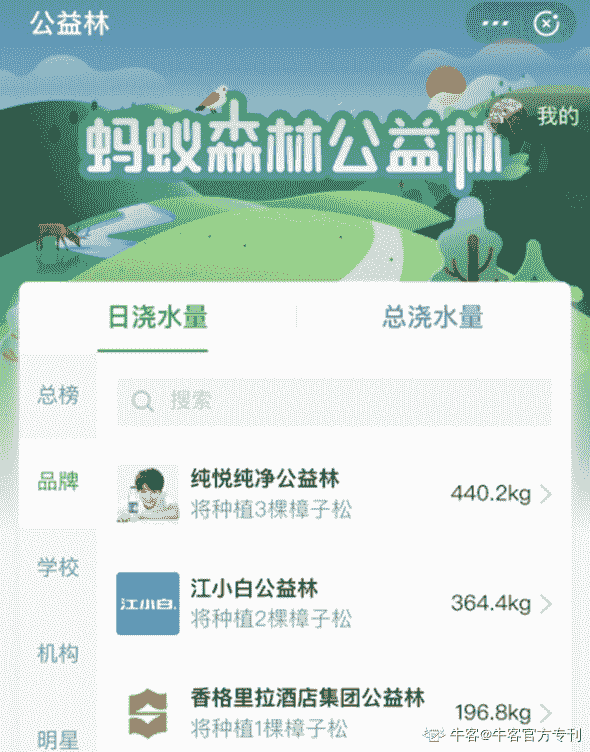 公益林
我的
蚂蚁森林公益林
日浇水量
总浇水量
总榜
搜索
品牌
纯悦纯净公益林
将种植3棵樟子松
440.2kg
学校
江小白.
江小白公益林
将种植2棵樟子松
364.4kg
机构
香格里拉酒店集团公益林
将种植1棵樟子松
196.8kg
明星
牛客@牛客官方专刊